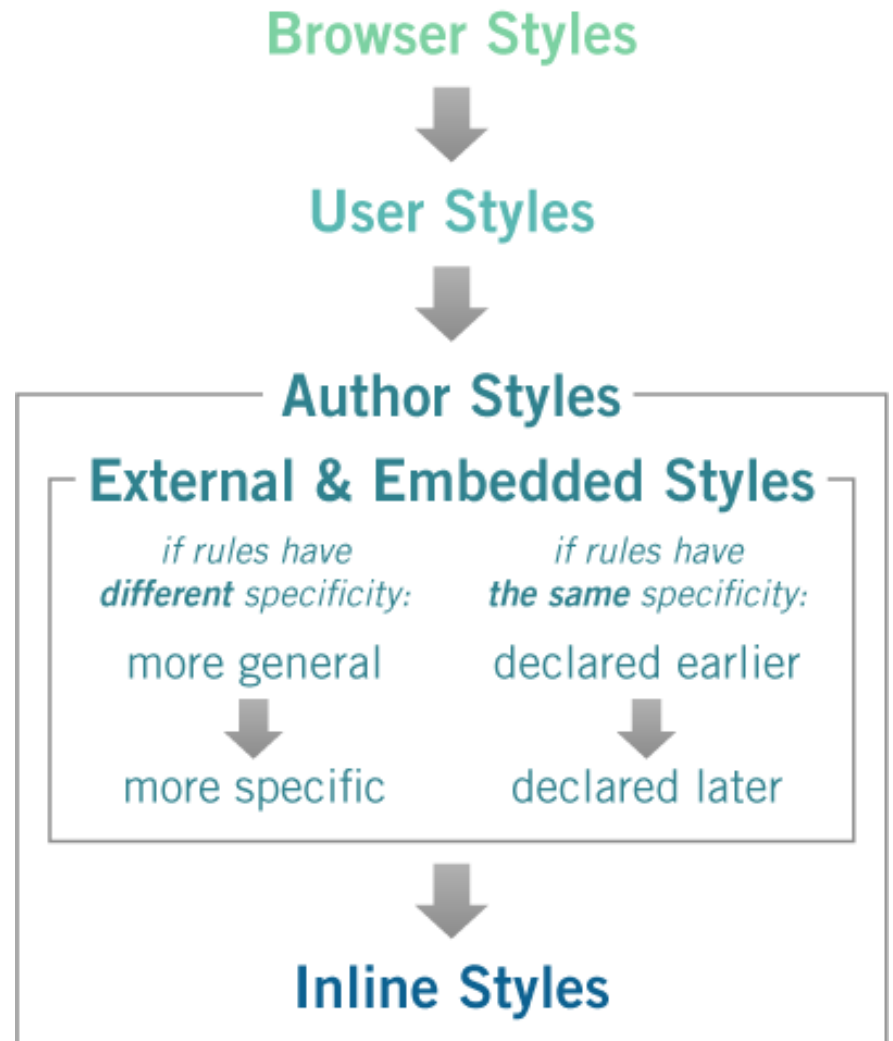 Browser Styles
User Styles
Author Styles
External & Embedded Styles
if rules have
different specificity:
more general
more specific
if rules have
the same specificity:
declared earlier
declared later
Inline Styles